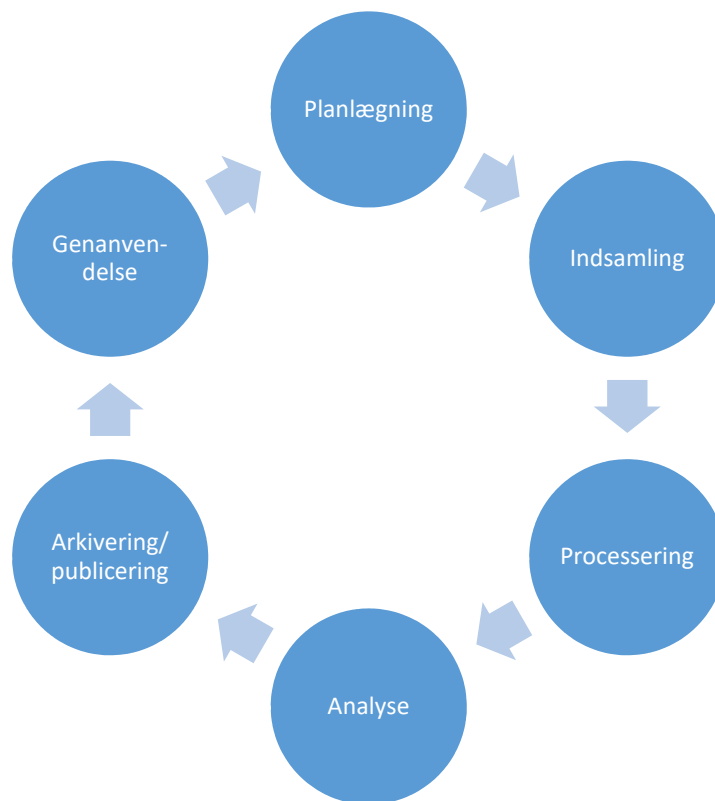 Planlægning
Indsamling
Processering
Analyse
Arkivering/
publicering
Genanven-
delse